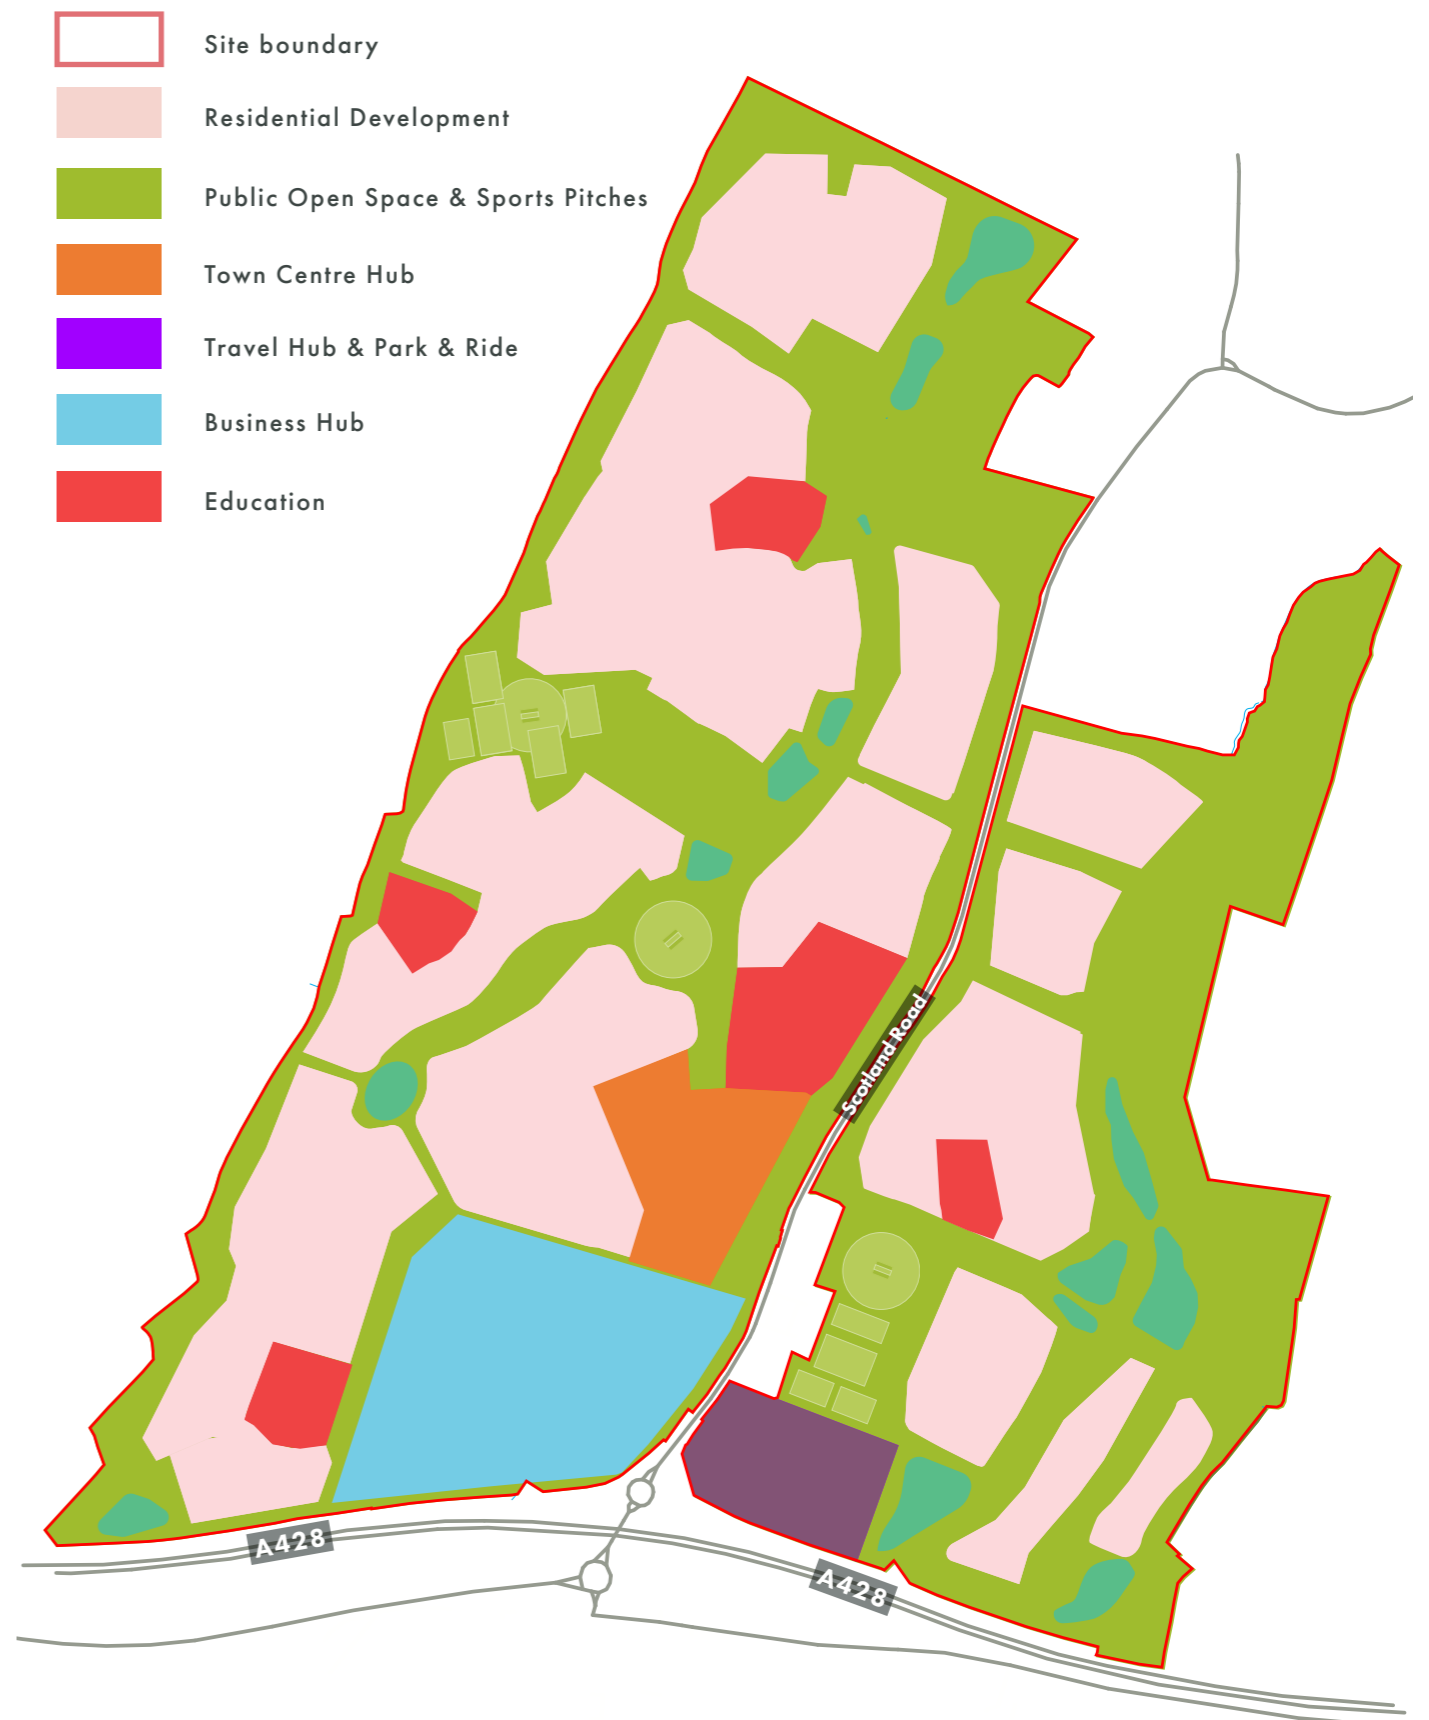 Site boundary
Residential Development
Public Open Space & Sports Pitches
Town Centre Hub
Travel Hub & Park & Ride
Business Hub
Education
Scotland Road
A428
A428